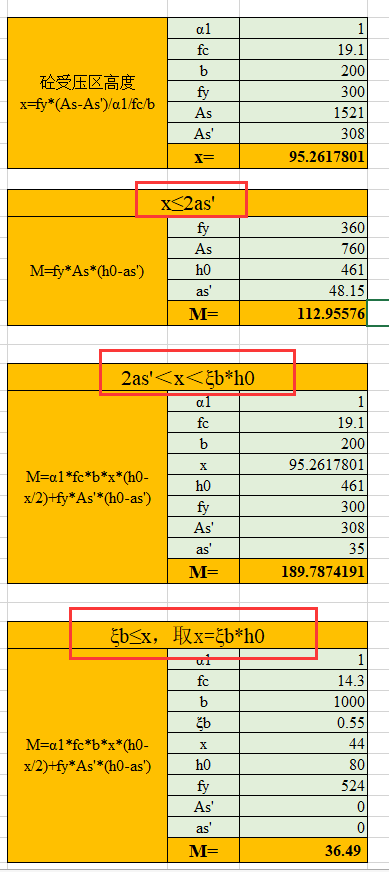 砼受压区高度
x=fy*(As-As')/α1/fc/b
α1 1
fc 19.1
b 200
fy 300
As 1521
As' 308
x= 95.2617801
x≤2as'
M=fy*As*(h0-as')
fy 360
As 760
h0 461
as' 48.15
M= 112.95576
2as'＜x＜ξb*h0
M=α1*fc*b*x*(h0-
x/2)+fy*As'*(h0-as')
α1 1
fc 19.1
b 200
x 95.2617801
h0 461
fy 300
As' 308
as' 35
M= 189.7874191
ξb≤x，取x=ξb*h0
M=α1*fc*b*x*(h0-
x/2)+fy*As'*(h0-as')
α1 1
fc 14.3
b 1000
ξb 0.55
x 44
h0 80
fy 524
As' 0
as' 0
M= 36.49